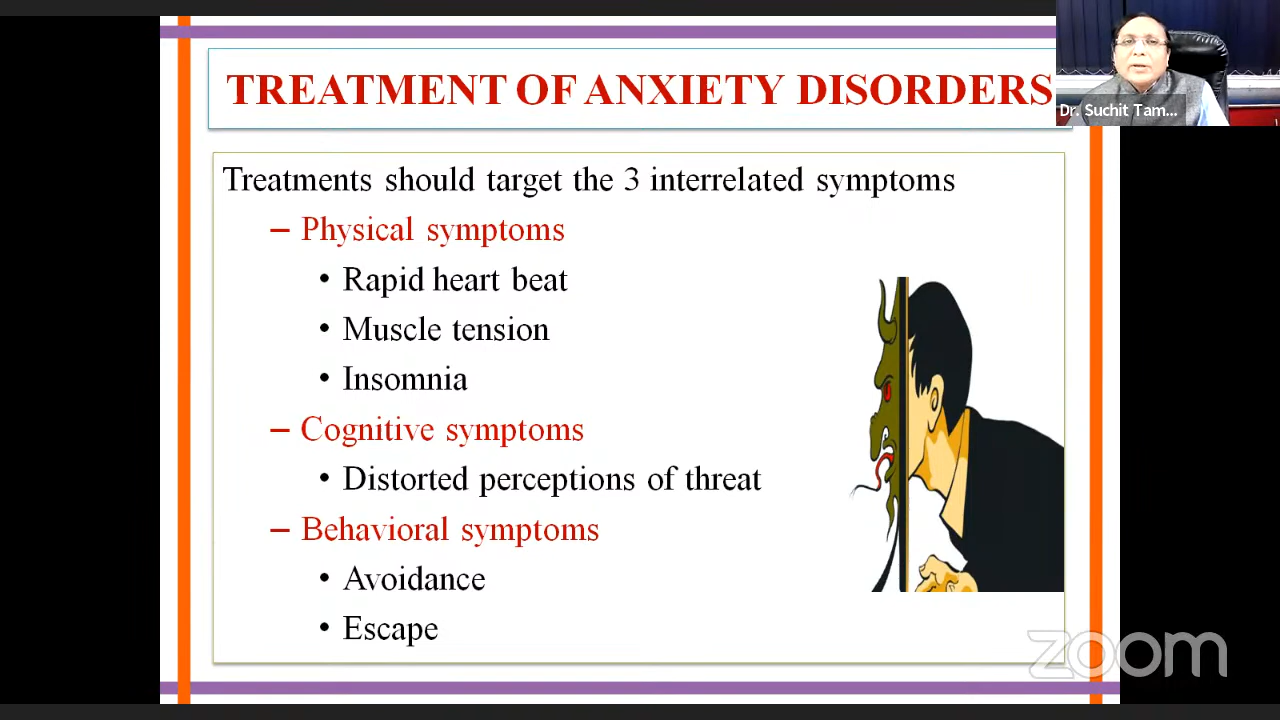 TREATMENT OF ANXIETY DISORDERS
Dr. Suchit Tam...
Treatments should target the 3 interrelated symptoms
– Physical symptoms
• Rapid heart beat
• Muscle tension
• Insomnia
– Cognitive symptoms
• Distorted perceptions of threat
– Behavioral symptoms
• Avoidance
• Escape
zoom